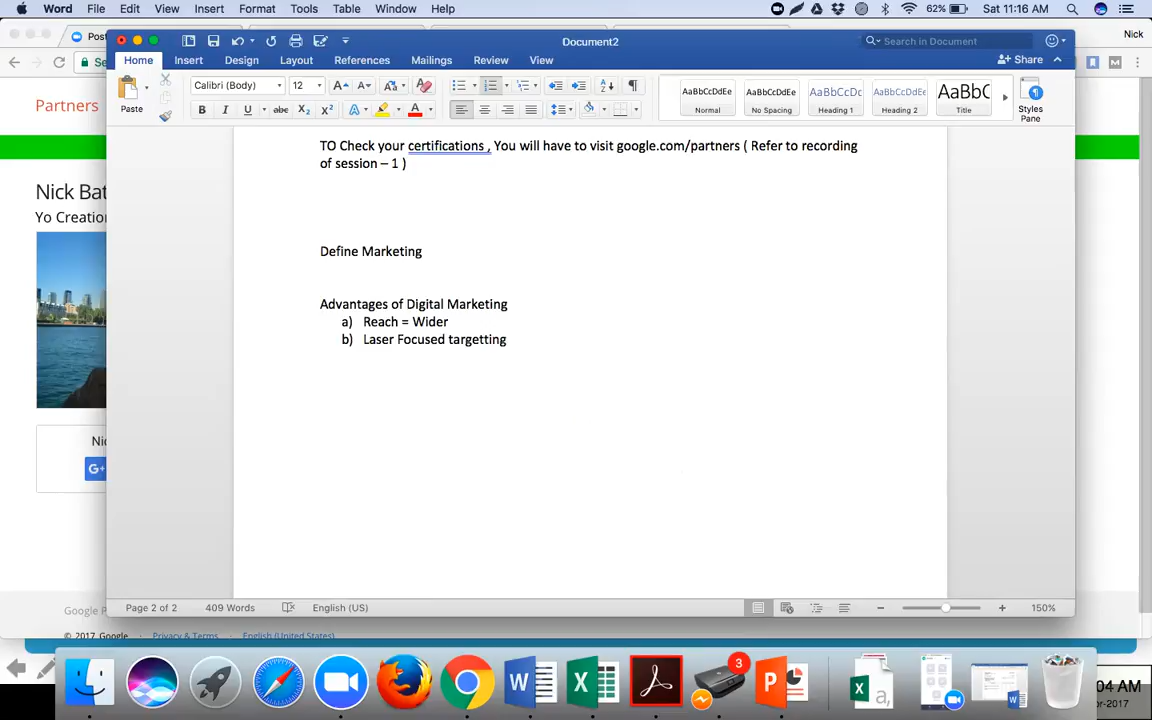 Word File Edit View Insert Format Tools Table Window Help 62% Sat 11:16 AM
Post
Document2
Search in Document
Nick
Home Insert Design Layout References Mailings Review View Share
Paste
Calibri (Body) 12
AaBbCcDdEe AaBbCcDdEe AaBbCcDc AaBbCcDdEe AaBbC
Normal No Spacing Heading 1 Heading 2 Title
Styles
Pane
Partners
TO Check your certifications , You will have to visit google.com/partners ( Refer to recording
of session – 1 )
Nick Bat
Yo Creation
Define Marketing
Advantages of Digital Marketing
a) Reach = Wider
b) Laser Focused targetting
Nic
G+
Page 2 of 2 409 Words English (US) 150%
Google P
© 2017 Google Privacy & Terms English (United States)
3
04 AM